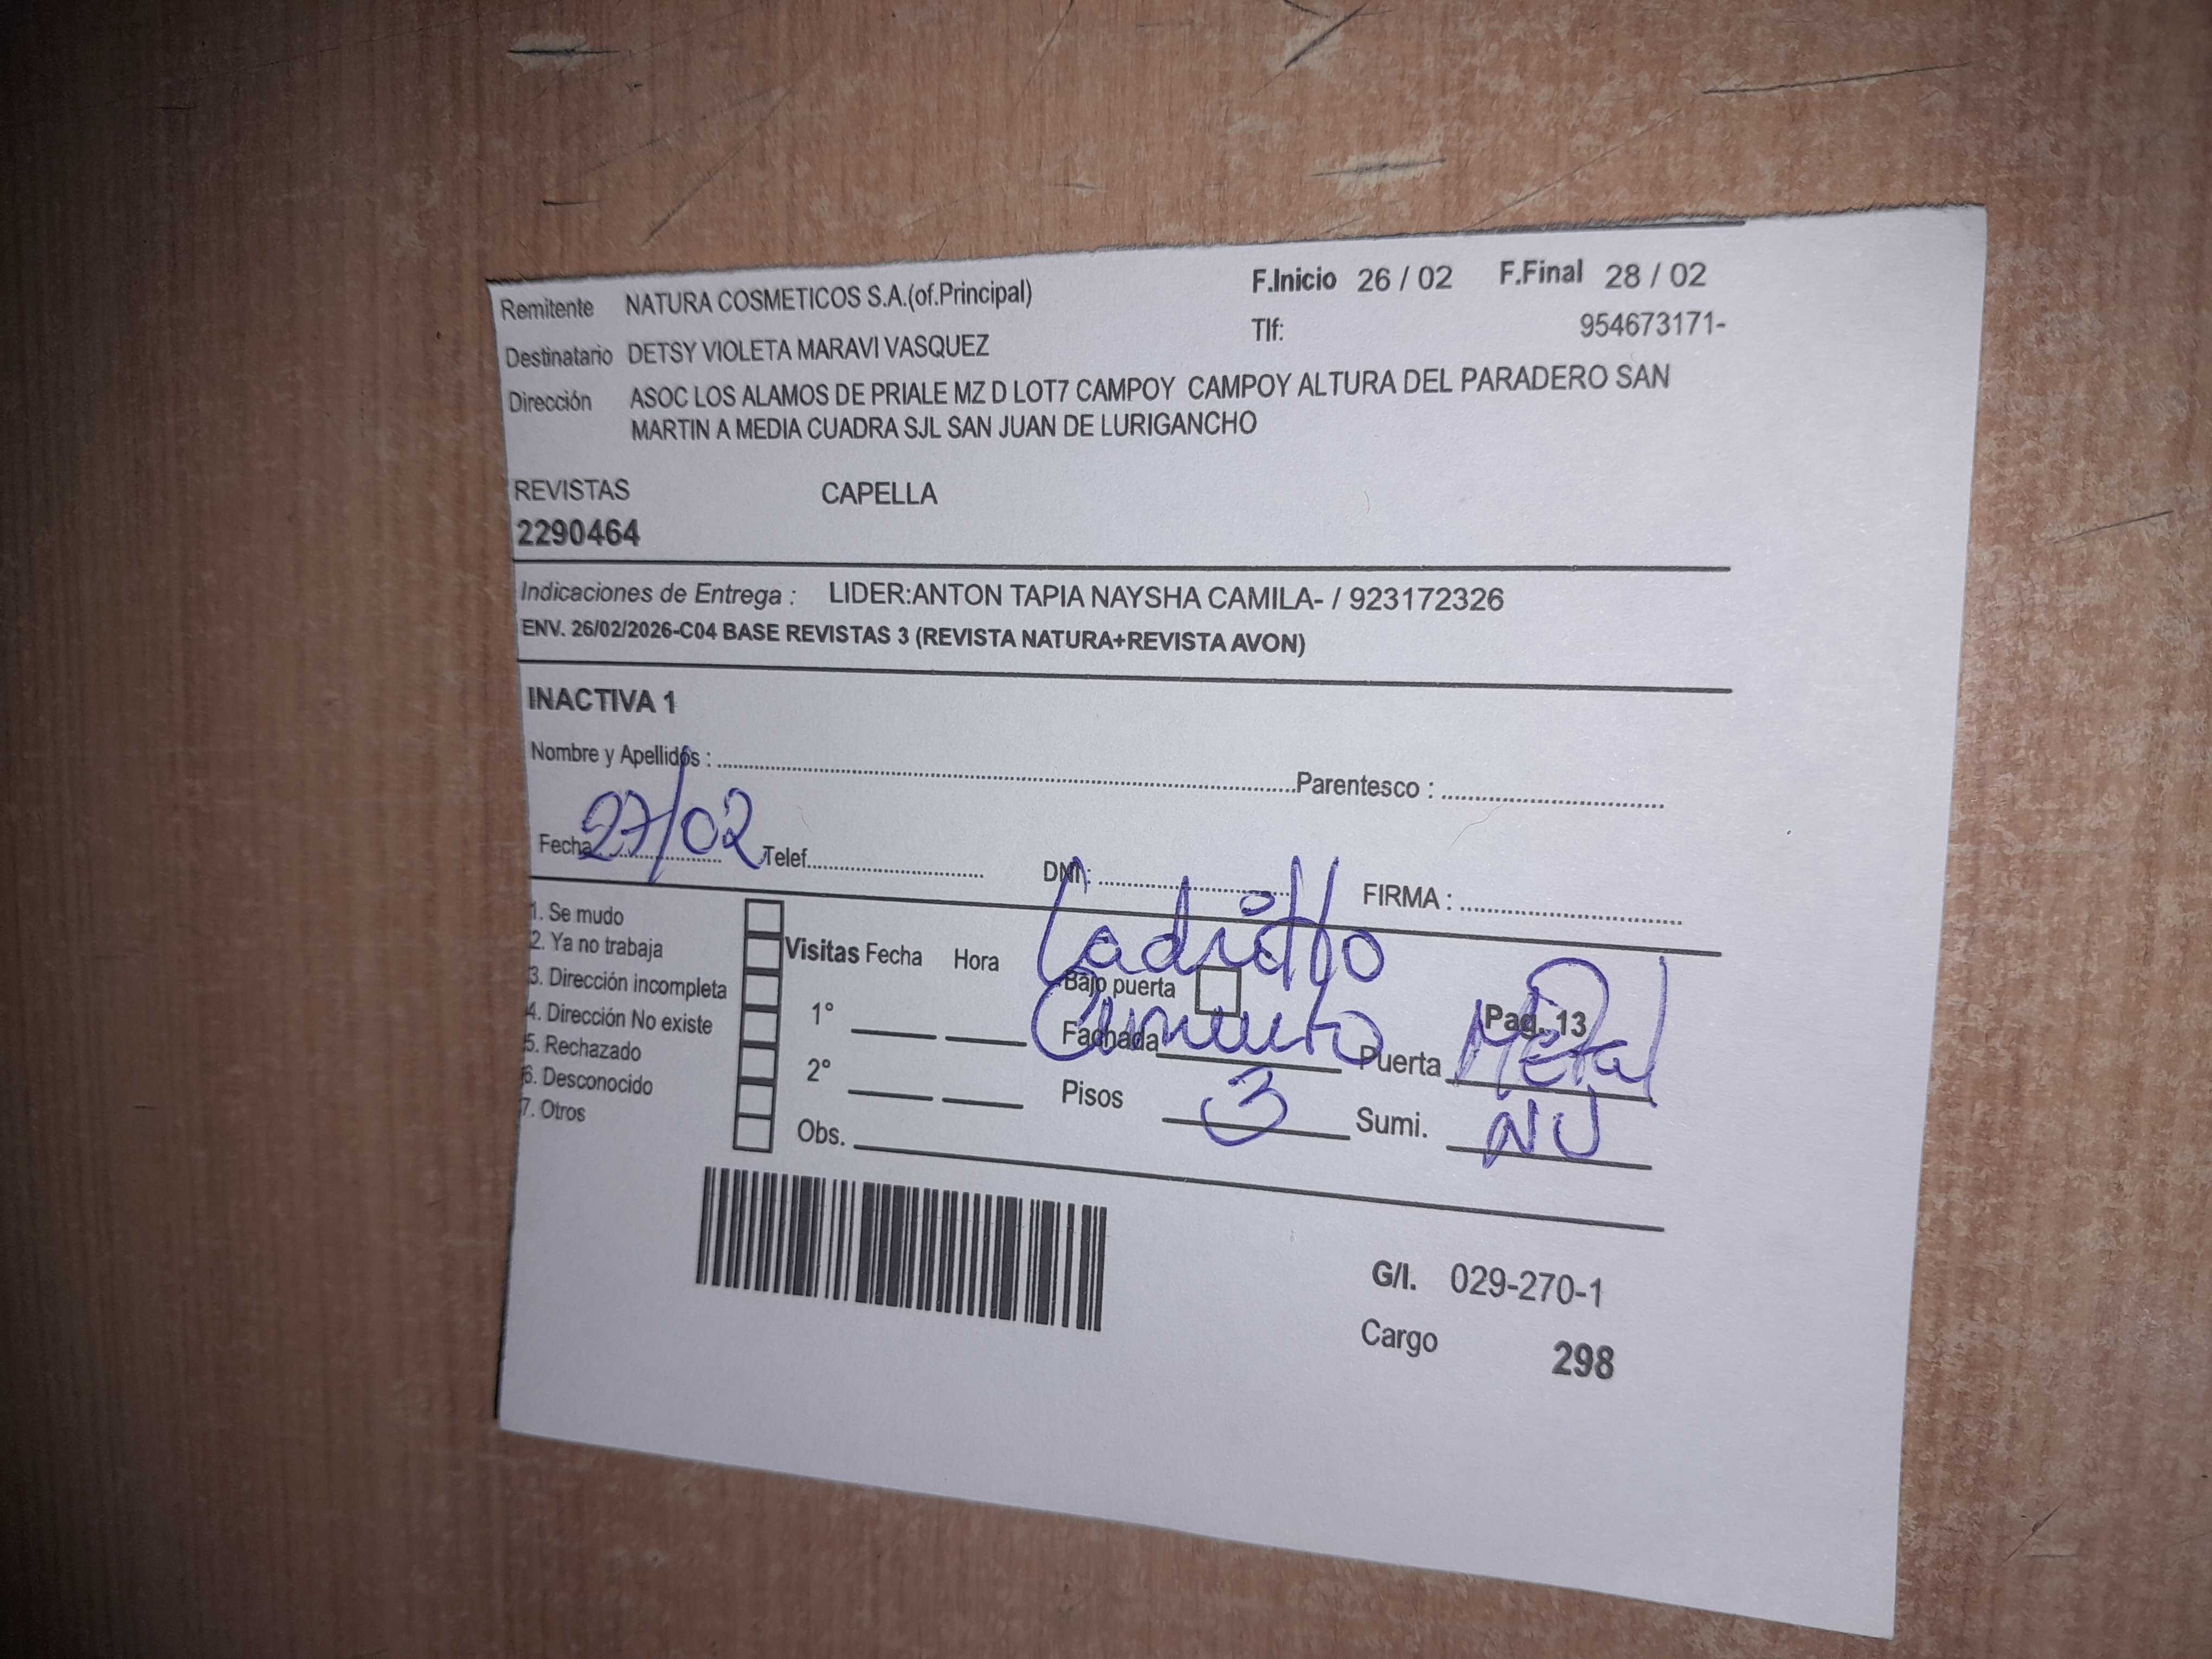 Remitente NATURA COSMETICOS S.A.(of.Principal) F.Inicio 26 / 02 F.Final 28 / 02
Destinatario DETSY VIOLETA MARAVI VASQUEZ Tlf: 954673171-
Dirección ASOC LOS ALAMOS DE PRIALE MZ D LOT7 CAMPOY CAMPOY ALTURA DEL PARADERO SAN
MARTIN A MEDIA CUADRA SJL SAN JUAN DE LURIGANCHO
REVISTAS CAPELLA
2290464
Indicaciones de Entrega : LIDER:ANTON TAPIA NAYSHA CAMILA- / 923172326
ENV. 26/02/2026-C04 BASE REVISTAS 3 (REVISTA NATURA+REVISTA AVON)
INACTIVA 1
Nombre y Apellidos : Parentesco :
Fecha 27/02 Telef. DNI : FIRMA :
1. Se mudo
2. Ya no trabaja
3. Dirección incompleta
4. Dirección No existe
5. Rechazado
6. Desconocido
7. Otros
Visitas Fecha Hora
1°
2°
Obs.
Ladrillo
Bajo puerta
Fachada Cemento
Pag. 13
Puerta Metal
Pisos 3 Sumi. NU
G/I. 029-270-1
Cargo 298